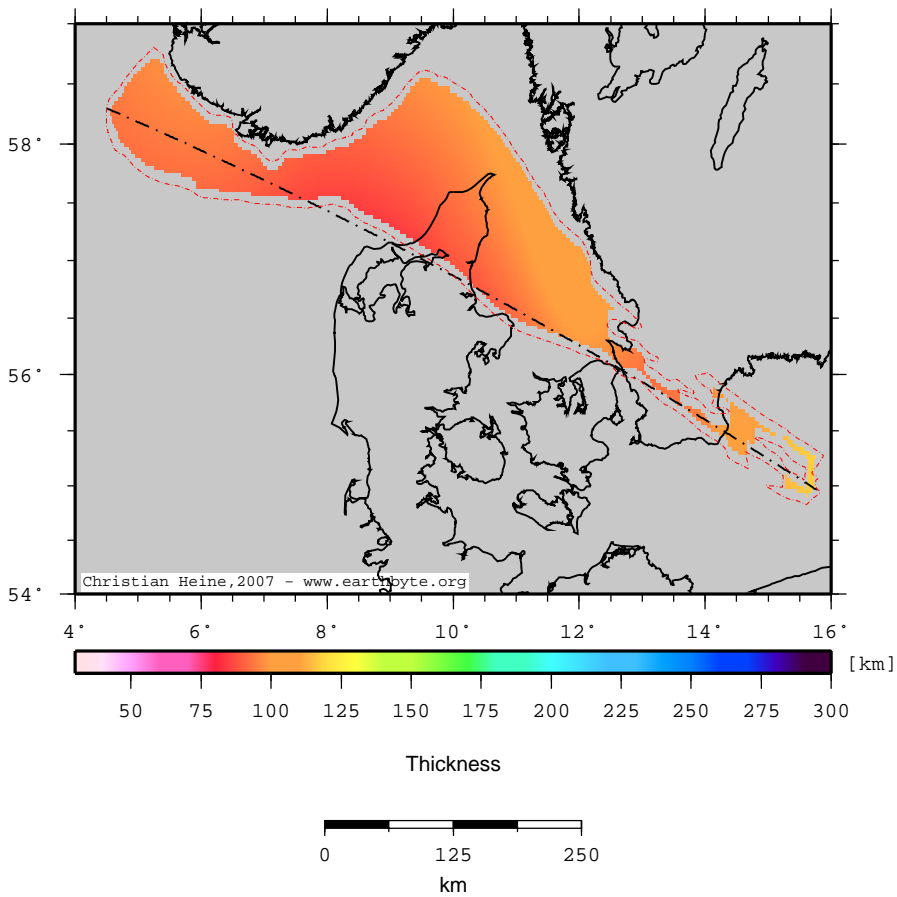 58°
56°
54°
Christian Heine,2007 - www.earthbyte.org
4° 6° 8° 10° 12° 14° 16°
[km]
50 75 100 125 150 175 200 225 250 275 300
Thickness
0 125 250
km